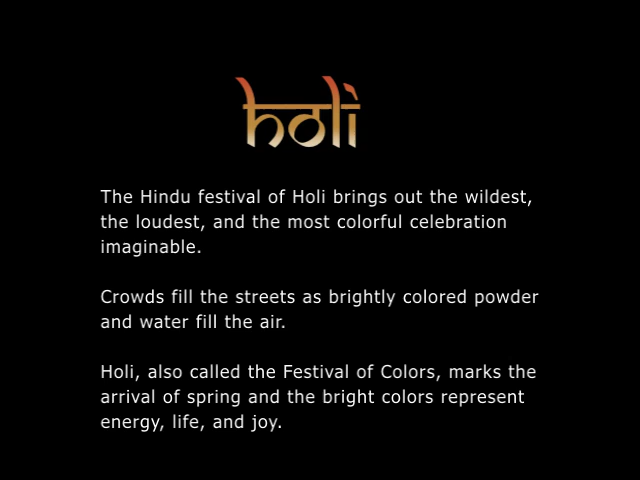 holi
The Hindu festival of Holi brings out the wildest,
the loudest, and the most colorful celebration
imaginable.
Crowds fill the streets as brightly colored powder
and water fill the air.
Holi, also called the Festival of Colors, marks the
arrival of spring and the bright colors represent
energy, life, and joy.